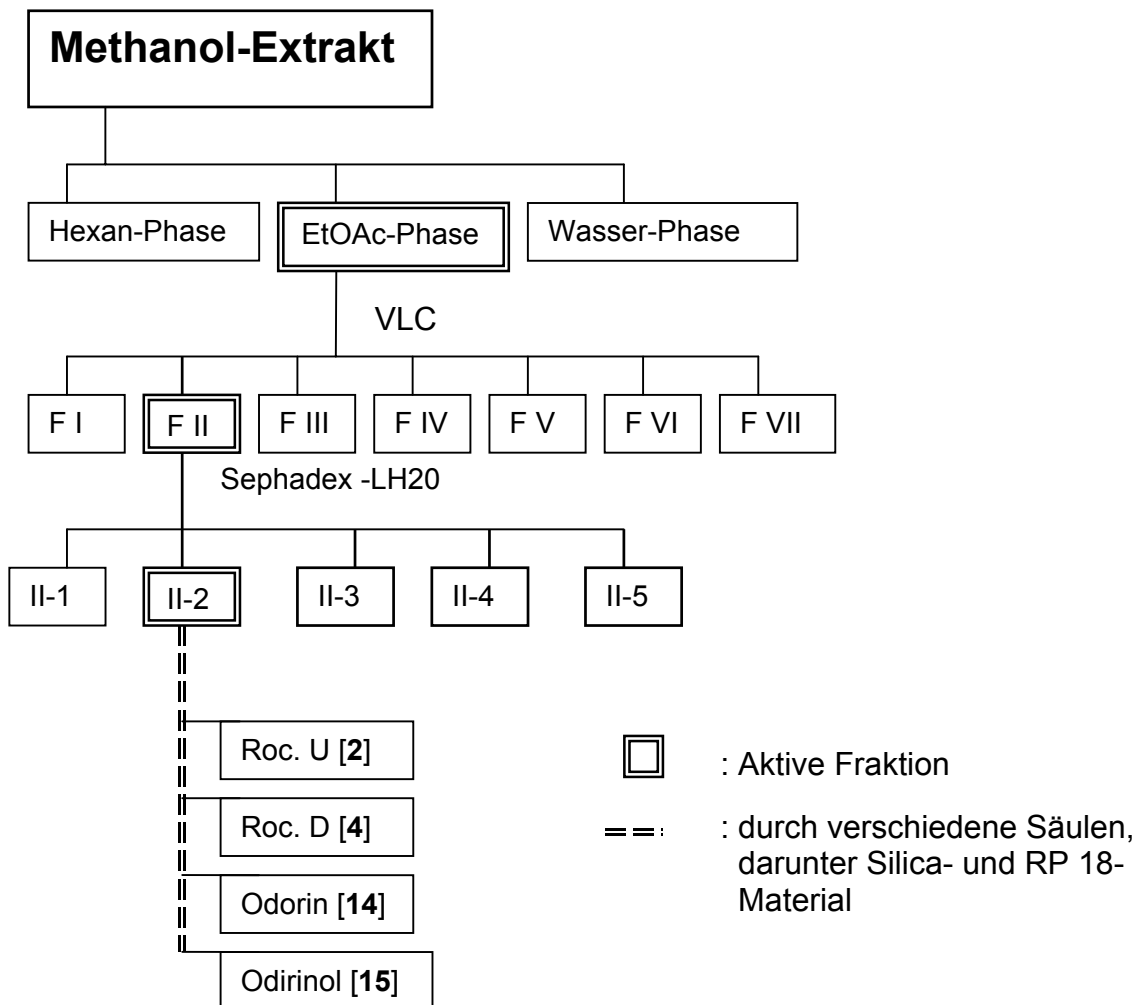 Methanol-Extrakt
Hexan-Phase
EtOAc-Phase
Wasser-Phase
VLC
F I
F II
F III
F IV
F V
F VI
F VII
Sephadex -LH20
II-1
II-2
II-3
II-4
II-5
Roc. U [2]
Roc. D [4]
Odorin [14]
Odirinol [15]
: Aktive Fraktion
: durch verschiedene Säulen,
darunter Silica- und RP 18-
Material